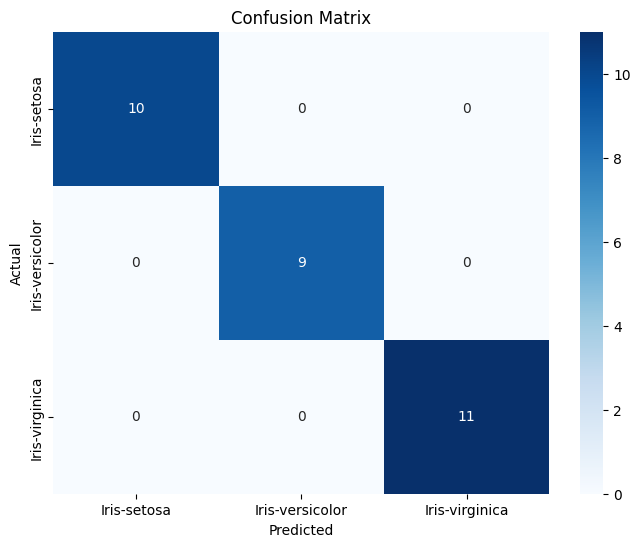 Confusion Matrix
Actual
Iris-setosa
10 0 0
Iris-versicolor
0 9 0
Iris-virginica
0 0 11
Iris-setosa Iris-versicolor Iris-virginica
Predicted
10
8
6
4
2
0